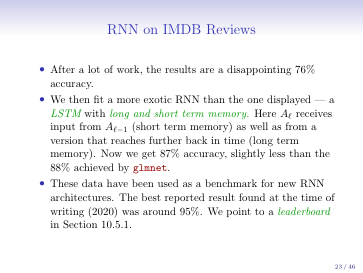 RNN on IMDB Reviews
• After a lot of work, the results are a disappointing 76%
accuracy.
• We then fit a more exotic RNN than the one displayed — a
LSTM with long and short term memory. Here Aℓ receives
input from Aℓ−1 (short term memory) as well as from a
version that reaches further back in time (long term
memory). Now we get 87% accuracy, slightly less than the
88% achieved by glmnet.
• These data have been used as a benchmark for new RNN
architectures. The best reported result found at the time of
writing (2020) was around 95%. We point to a leaderboard
in Section 10.5.1.
23 / 46